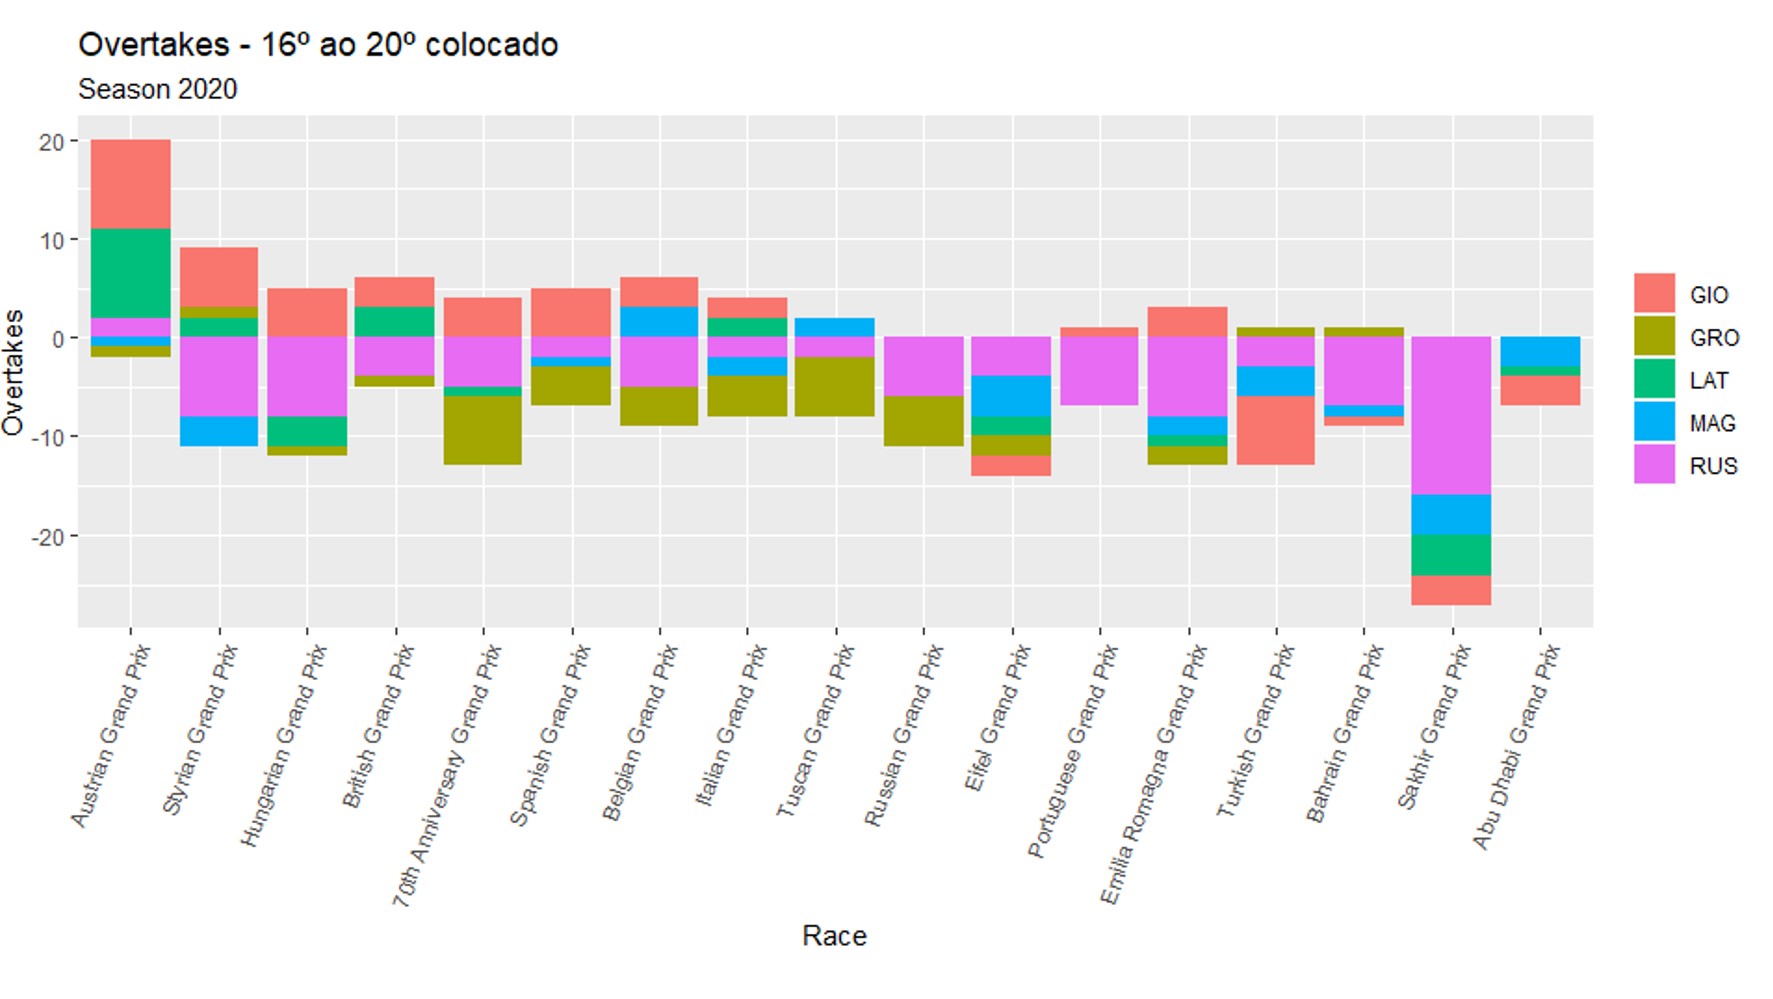 Overtakes - 16º ao 20º colocado
Season 2020
Overtakes
20
10
0
-10
-20
Austrian Grand Prix
Styrian Grand Prix
Hungarian Grand Prix
British Grand Prix
70th Anniversary Grand Prix
Spanish Grand Prix
Belgian Grand Prix
Italian Grand Prix
Tuscan Grand Prix
Russian Grand Prix
Eifel Grand Prix
Portuguese Grand Prix
Emilia Romagna Grand Prix
Turkish Grand Prix
Bahrain Grand Prix
Sakhir Grand Prix
Abu Dhabi Grand Prix
Race
GIO
GRO
LAT
MAG
RUS